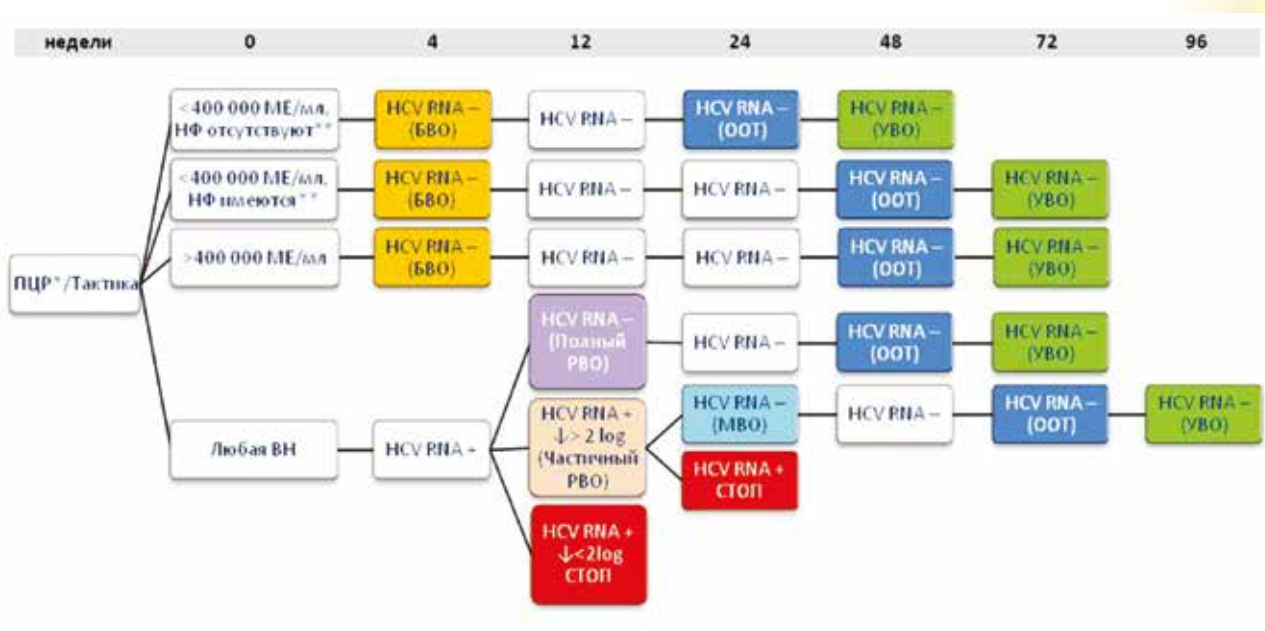 недели 0 4 12 24 48 72 96
<400 000 МЕ/мл,
НФ отсутствуют**
HCV RNA –
(БВО)
HCV RNA –
HCV RNA –
(ООТ)
HCV RNA –
(УВО)
<400 000 МЕ/мл,
НФ имеются**
HCV RNA –
(БВО)
HCV RNA –
HCV RNA –
HCV RNA –
(ООТ)
HCV RNA –
(УВО)
>400 000 МЕ/мл
HCV RNA –
(БВО)
HCV RNA –
HCV RNA –
HCV RNA –
(ООТ)
HCV RNA –
(УВО)
ПЦР*/Тактика
HCV RNA –
(Полный
РВО)
HCV RNA –
HCV RNA –
(ООТ)
HCV RNA –
(УВО)
Любая ВН
HCV RNA +
HCV RNA +
↓> 2 log
(Частичный
РВО)
HCV RNA –
(МВО)
HCV RNA –
HCV RNA –
(ООТ)
HCV RNA –
(УВО)
HCV RNA +
СТОП
HCV RNA +
↓<2log
СТОП